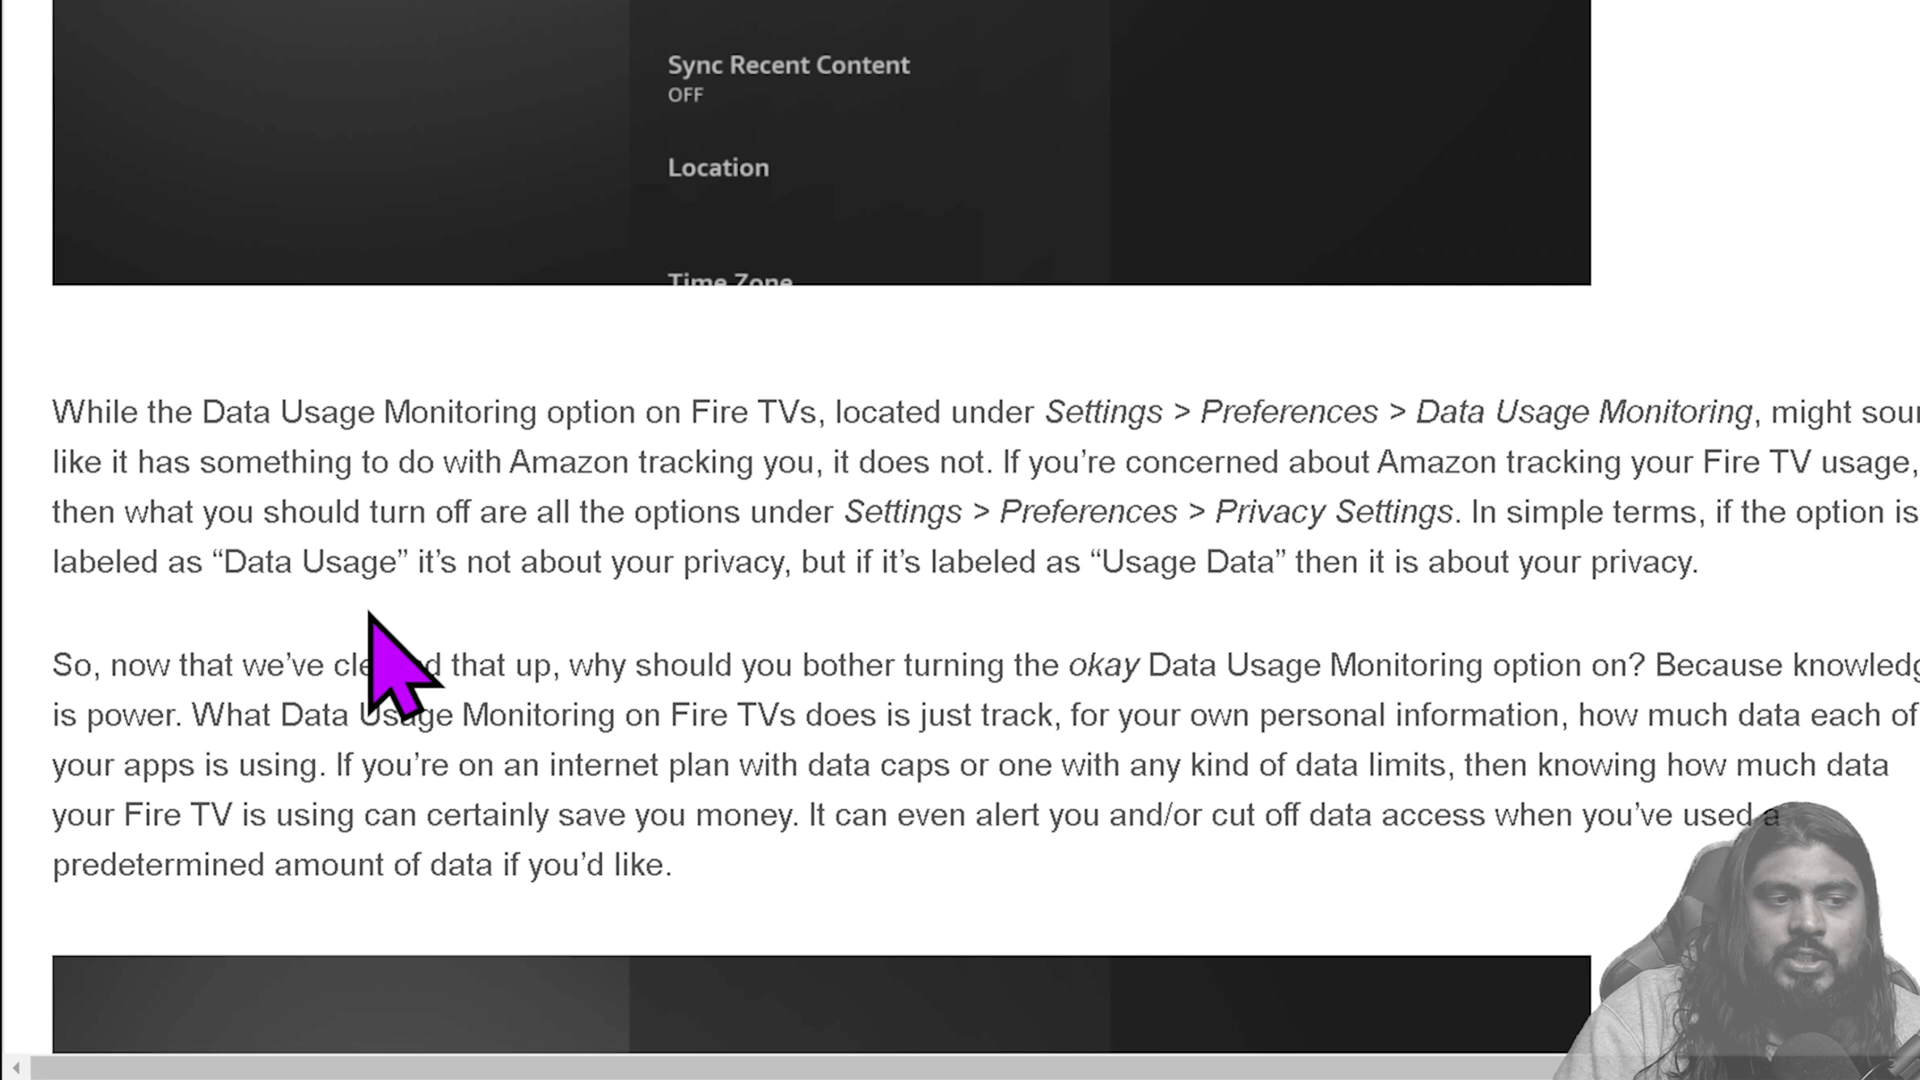 Sync Recent Content
OFF
Location
Time Zone
While the Data Usage Monitoring option on Fire TVs, located under Settings > Preferences > Data Usage Monitoring, might
like it has something to do with Amazon tracking you, it does not. If you’re concerned about Amazon tracking your Fire TV usage,
then what you should turn off are all the options under Settings > Preferences > Privacy Settings. In simple terms, if the option is
labeled as “Data Usage” it’s not about your privacy, but if it’s labeled as “Usage Data” then it is about your privacy.
So, now that we’ve that up, why should you bother turning the okay Data Usage Monitoring option on? Because
is power. What Data Usage Monitoring on Fire TVs does is just track, for your own personal information, how much data each of
your apps is using. If you’re on an internet plan with data caps or one with any kind of data limits, then knowing how much data
your Fire TV is using can certainly save you money. It can even alert you and/or cut off data access when you’ve used a
predetermined amount of data if you’d like.